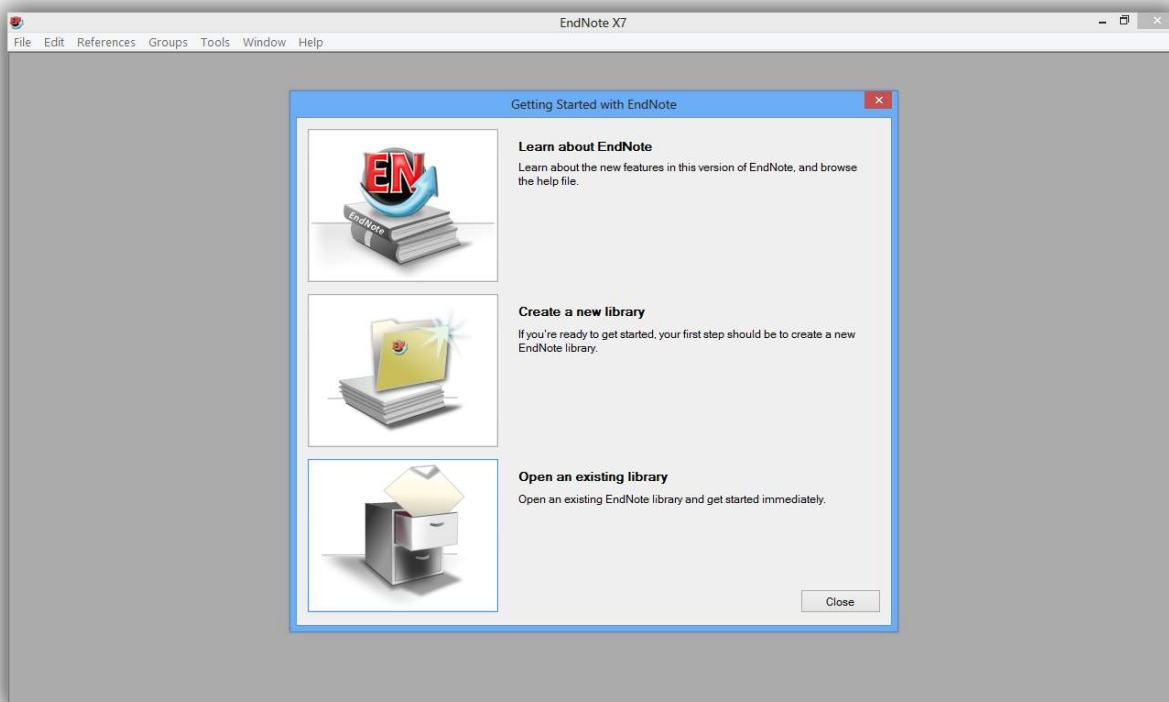 EndNote X7
File Edit References Groups Tools Window Help
Getting Started with EndNote
EN
EndNote
Learn about EndNote
Learn about the new features in this version of EndNote, and browse
the help file.
Create a new library
If you're ready to get started, your first step should be to create a new
EndNote library.
Open an existing library
Open an existing EndNote library and get started immediately.
Close